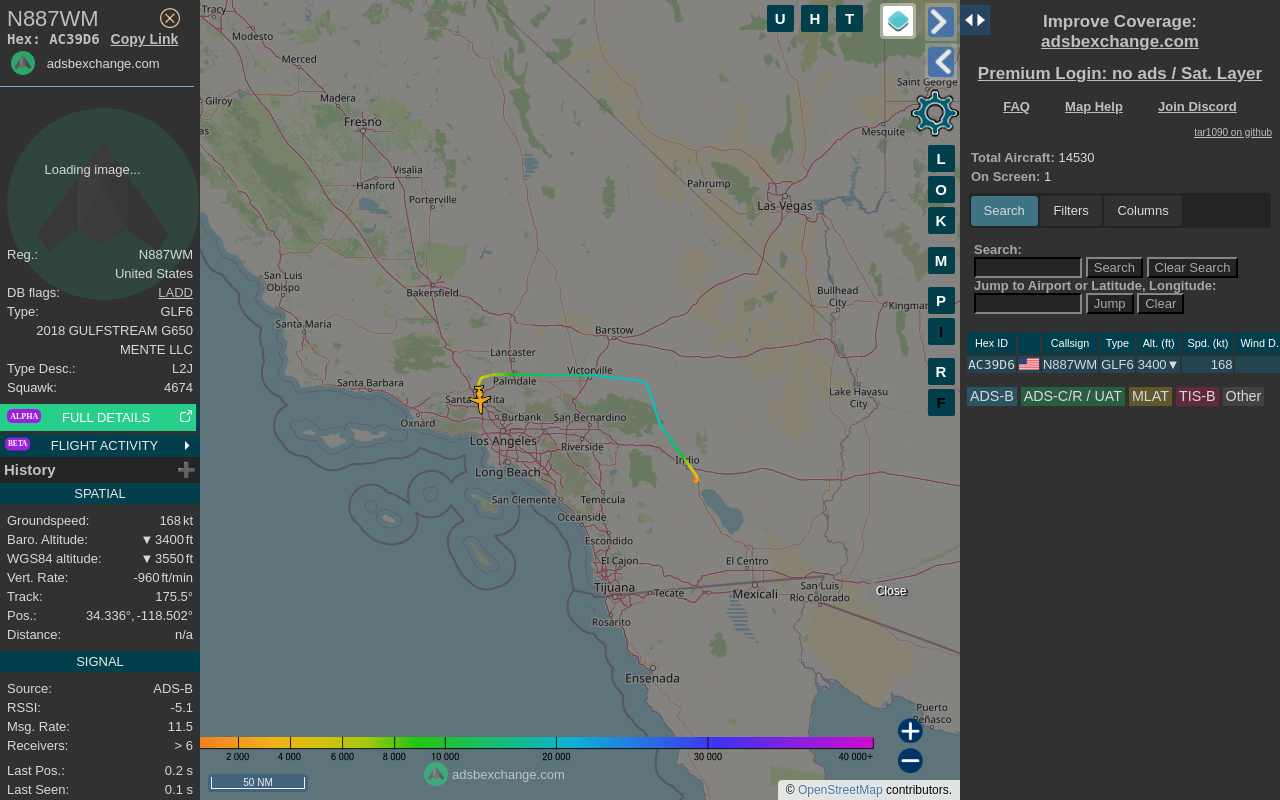 N887WM
Hex: AC39D6 Copy Link
adsbexchange.com
Loading image...
Reg.: N887WM
United States
DB flags: LADD
Type: GLF6
2018 GULFSTREAM G650
MENTE LLC
Type Desc.: L2J
Squawk: 4674
ALPHA FULL DETAILS
BETA FLIGHT ACTIVITY
History
SPATIAL
Groundspeed: 168 kt
Baro. Altitude: ▼ 3400 ft
WGS84 altitude: ▼ 3550 ft
Vert. Rate: -960 ft/min
Track: 175.5°
Pos.: 34.336°, -118.502°
Distance: n/a
SIGNAL
Source: ADS-B
RSSI: -5.1
Msg. Rate: 11.5
Receivers: > 6
Last Pos.: 0.2 s
Last Seen: 0.1 s
Tracy
Modesto
Merced
Gilroy
Madera
Fresno
Visalia
Hanford
Porterville
San Luis
Obispo
Bakersfield
Santa Maria
Santa Barbara
Lancaster
Palmdale
Barstow
Victorville
Burbank
San Bernardino
Oxnard
Los Angeles
Riverside
Long Beach
Indio
San Clemente
Temecula
Oceanside
Escondido
El Cajon
Tijuana
Tecate
Rosarito
Mexicali
El Centro
San Luis
Río Colorado
Ensenada
Puerto
Peñasco
Saint George
Mesquite
Pahrump
Las Vegas
Bullhead
City
Kingman
Lake Havasu
City
U H T
L
O
K
M
P
I
R
F
Close
2 000 4 000 6 000 8 000 10 000 20 000 30 000 40 000+
50 NM
adsbexchange.com
© OpenStreetMap contributors.
Improve Coverage:
adsbexchange.com
Premium Login: no ads / Sat. Layer
FAQ Map Help Join Discord
tar1090 on github
Total Aircraft: 14530
On Screen: 1
Search Filters Columns
Search:
Search Clear Search
Jump to Airport or Latitude, Longitude:
Jump Clear
Hex ID Callsign Type Alt. (ft) Spd. (kt) Wind D.
AC39D6 N887WM GLF6 3400▼ 168
ADS-B ADS-C/R / UAT MLAT TIS-B Other